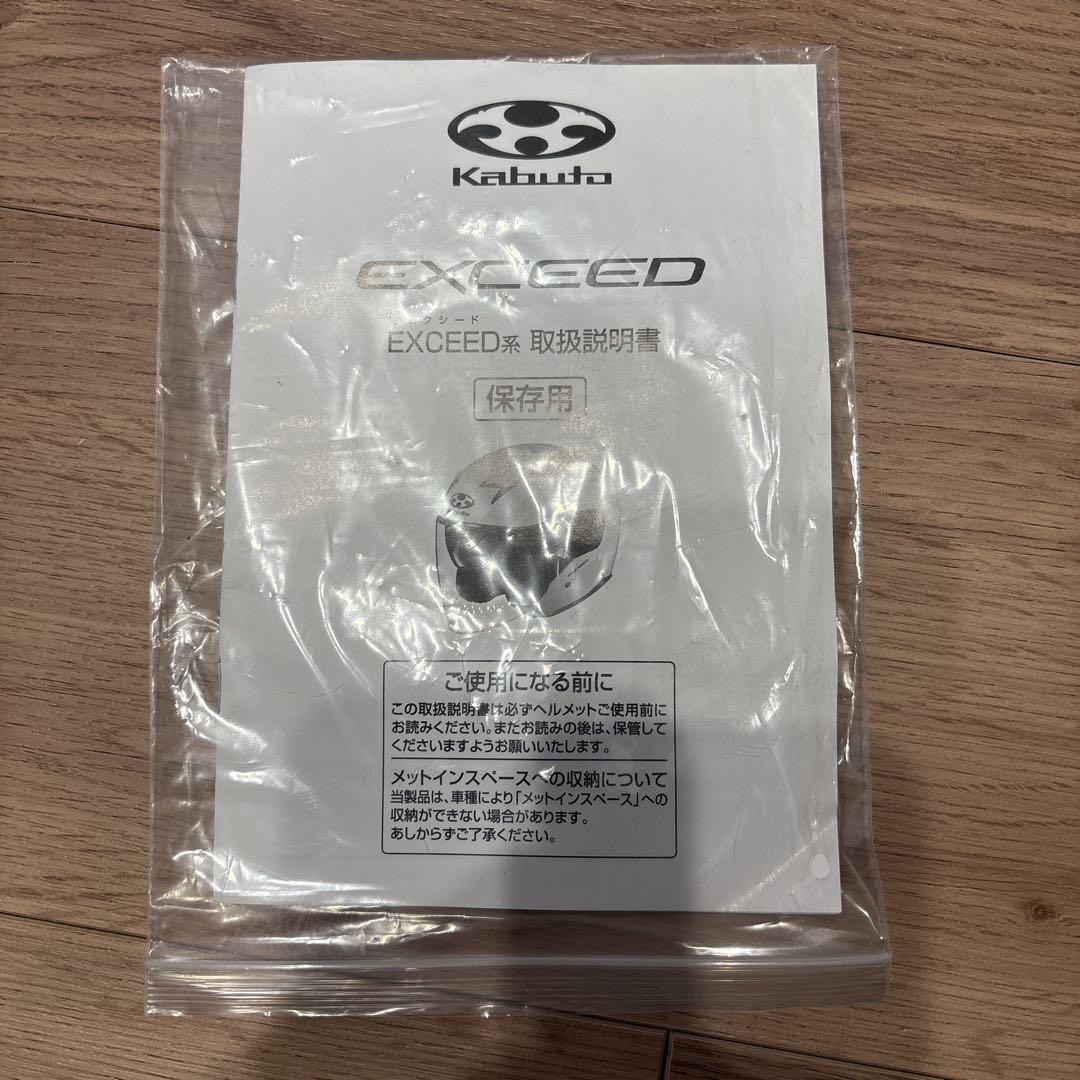 Kabuto
EXCEED
クシード
EXCEED系 取扱説明書
保存用
Kabuto
ご使用になる前に
この取扱説明書は必ずヘルメットご使用前に
お読みください。またお読みの後は、保管して
くださいますようお願いいたします。
メットインスペースへの収納について
当製品は、車種により「メットインスペース」への
収納ができない場合があります。
あしからずご了承ください。